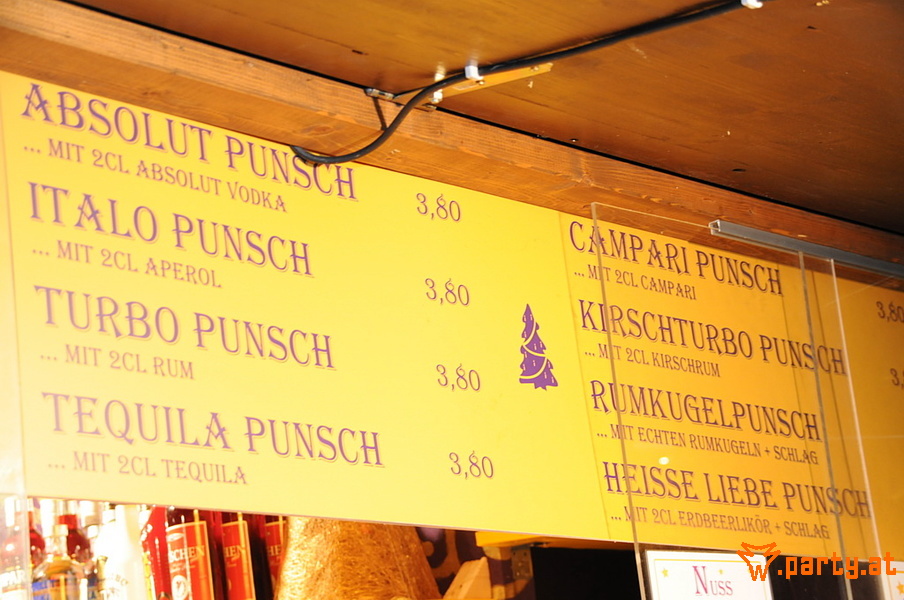 ABSOLUT PUNSCH
... MIT 2CL ABSOLUT VODKA
3,80
ITALO PUNSCH
... MIT 2CL APEROL
3,80
TURBO PUNSCH
... MIT 2CL RUM
3,80
TEQUILA PUNSCH
... MIT 2CL TEQUILA
3,80
CAMPARI PUNSCH
... MIT 2CL CAMPARI
3,80
KIRSCHTURBO PUNSCH
... MIT 2CL KIRSCHRUM
RUMKUGELPUNSCH
...MIT ECHTEN RUMKUGELN + SCHLAG
HEISSE LIEBE PUNSCH
...MIT 2CL ERDBEERLIKÖR + SCHLAG
NUSS
.party.at